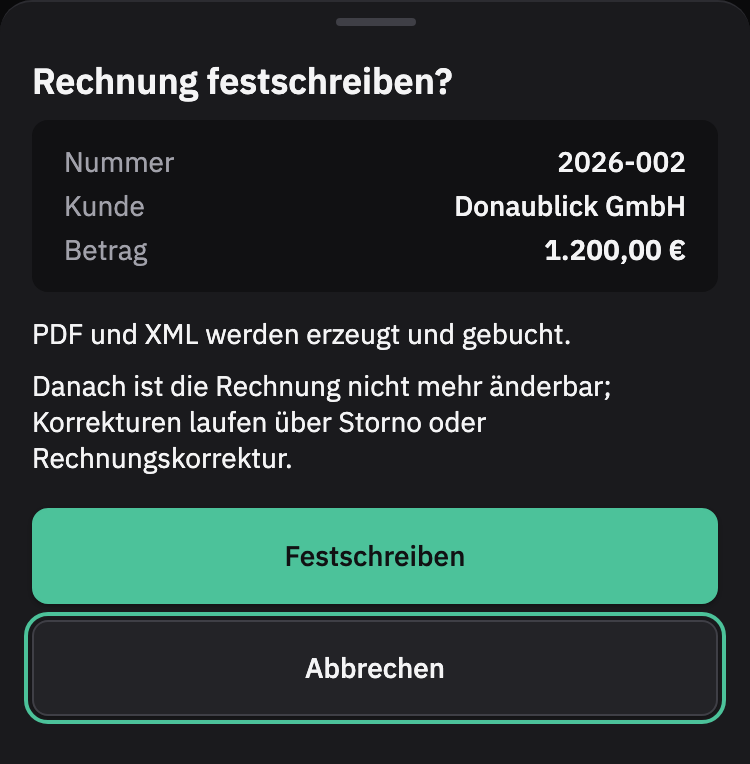 Rechnung festschreiben?
Nummer 2026-002
Kunde Donaublick GmbH
Betrag 1.200,00 €
PDF und XML werden erzeugt und gebucht.
Danach ist die Rechnung nicht mehr änderbar;
Korrekturen laufen über Storno oder
Rechnungskorrektur.
Festschreiben
Abbrechen